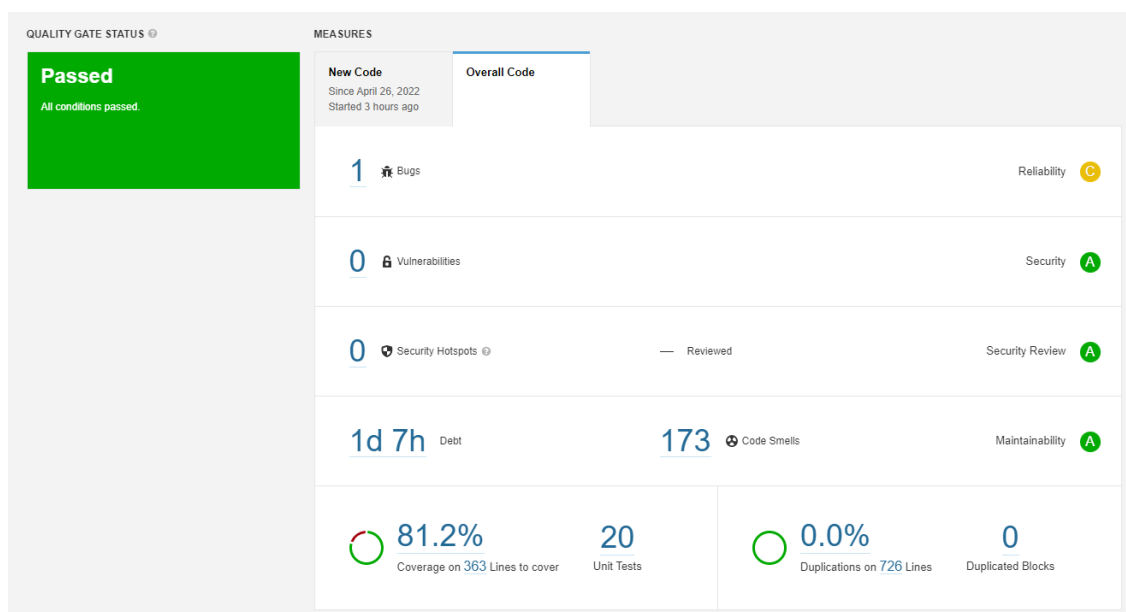 QUALITY GATE STATUS ?
MEASURES
Passed
All conditions passed.
New Code
Since April 26, 2022
Started 3 hours ago
Overall Code
1 Bugs Reliability C
0 Vulnerabilities Security A
0 Security Hotspots ? — Reviewed Security Review A
1d 7h Debt 173 Code Smells Maintainability A
81.2% 20 0.0% 0
Coverage on 363 Lines to cover Unit Tests Duplications on 726 Lines Duplicated Blocks